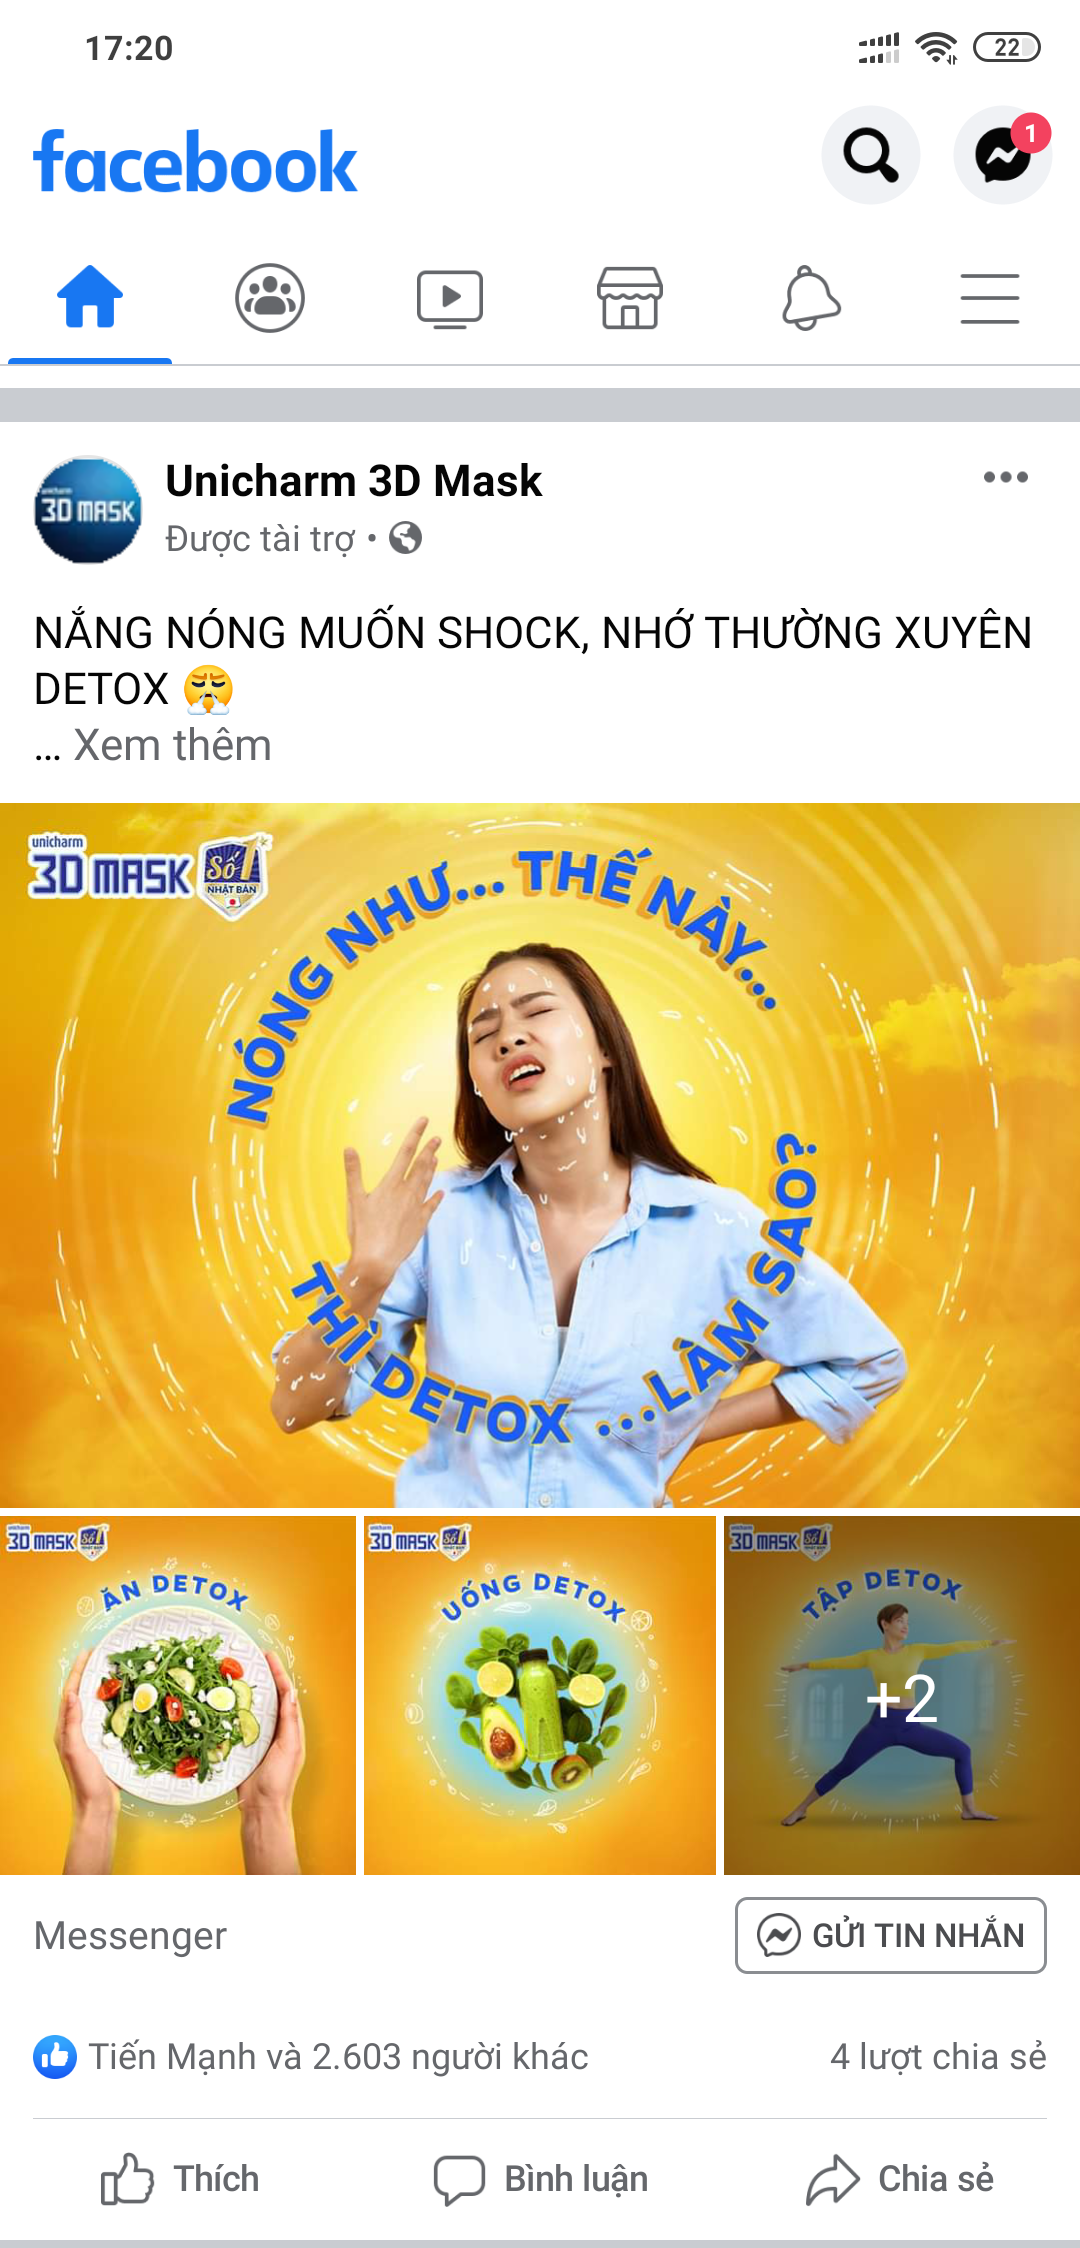 17:20
22
facebook
1
3D MASK
Unicharm 3D Mask
Được tài trợ •
NẮNG NÓNG MUỐN SHOCK, NHỚ THƯỜNG XUYÊN
DETOX 😤
... Xem thêm
unicharm
3D MASK
Số 1
NHẬT BẢN
NÓNG NHƯ... THẾ NÀY...
THÌ DETOX ...LÀM SAO?
3D MASK Số 1
ĂN DETOX
3D MASK Số 1
UỐNG DETOX
3D MASK Số 1
TẬP DETOX
+2
Messenger
GỬI TIN NHẮN
Tiến Mạnh và 2.603 người khác
4 lượt chia sẻ
Thích
Bình luận
Chia sẻ